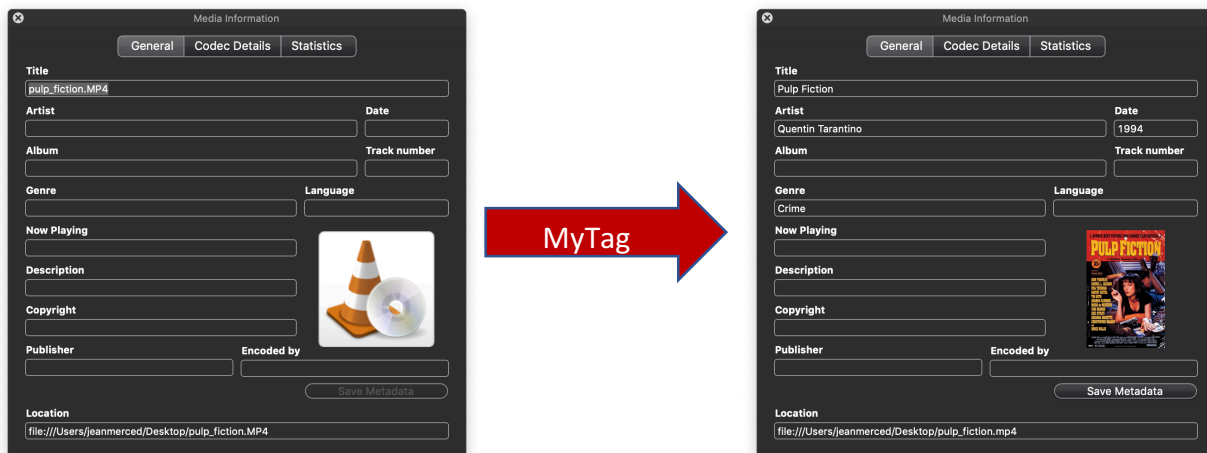 Media Information
General Codec Details Statistics
Title
pulp_fiction.MP4
Artist Date
Album Track number
Genre Language
Now Playing
Description
Copyright
Publisher Encoded by
Save Metadata
Location
file:///Users/jeanmerced/Desktop/pulp_fiction.MP4
MyTag
Media Information
General Codec Details Statistics
Title
Pulp Fiction
Artist Date
Quentin Tarantino 1994
Album Track number
Genre Language
Crime
Now Playing
PULP FICTION
Description
Copyright
Publisher Encoded by
Save Metadata
Location
file:///Users/jeanmerced/Desktop/pulp_fiction.mp4